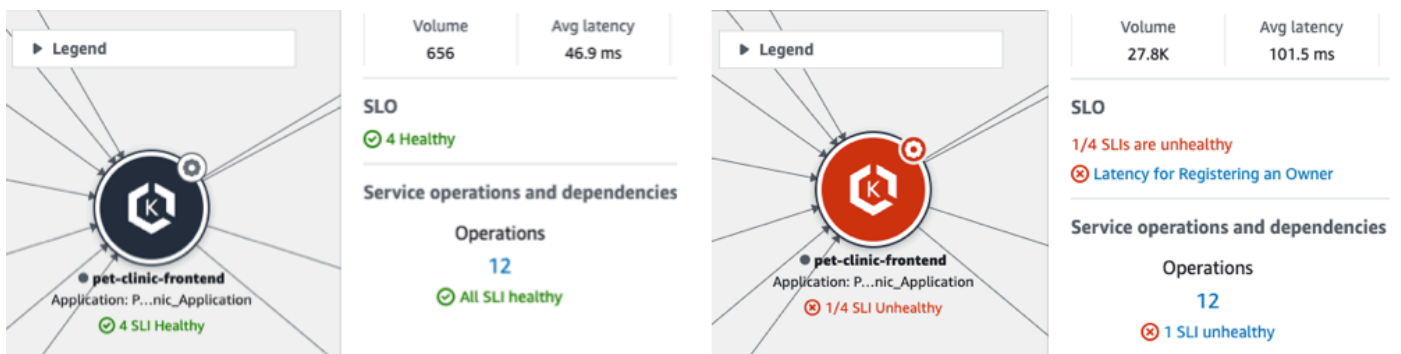 Legend
K
pet-clinic-frontend
Application: P...nic_Application
4 SLI Healthy
Volume
656
Avg latency
46.9 ms
SLO
4 Healthy
Service operations and dependencies
Operations
12
All SLI healthy
Legend
K
pet-clinic-frontend
Application: P...nic_Application
1/4 SLI Unhealthy
Volume
27.8K
Avg latency
101.5 ms
SLO
1/4 SLIs are unhealthy
Latency for Registering an Owner
Service operations and dependencies
Operations
12
1 SLI unhealthy